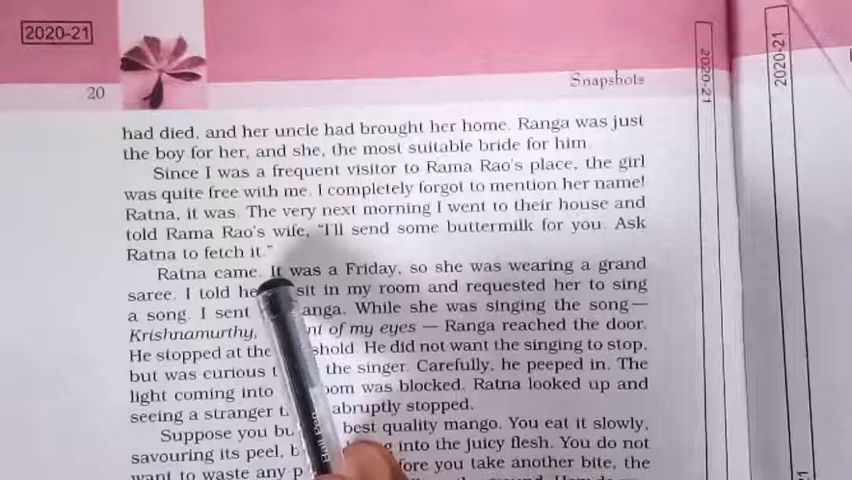 2020-21
20
Snapshots
had died, and her uncle had brought her home. Ranga was just
the boy for her, and she, the most suitable bride for him.
Since I was a frequent visitor to Rama Rao's place, the girl
was quite free with me. I completely forgot to mention her name!
Ratna, it was. The very next morning I went to their house and
told Rama Rao's wife, “I'll send some buttermilk for you. Ask
Ratna to fetch it.”
Ratna came. It was a Friday, so she was wearing a grand
saree. I told he sit in my room and requested her to sing
a song. I sent anga. While she was singing the song—
Krishnamurthy, nt of my eyes — Ranga reached the door.
He stopped at the shold. He did not want the singing to stop,
but was curious t the singer. Carefully, he peeped in. The
light coming into oom was blocked. Ratna looked up and
seeing a stranger t abruptly stopped.
Suppose you bu best quality mango. You eat it slowly,
savouring its peel, b g into the juicy flesh. You do not
want to waste any p fore you take another bite, the
2020-21
2020-21